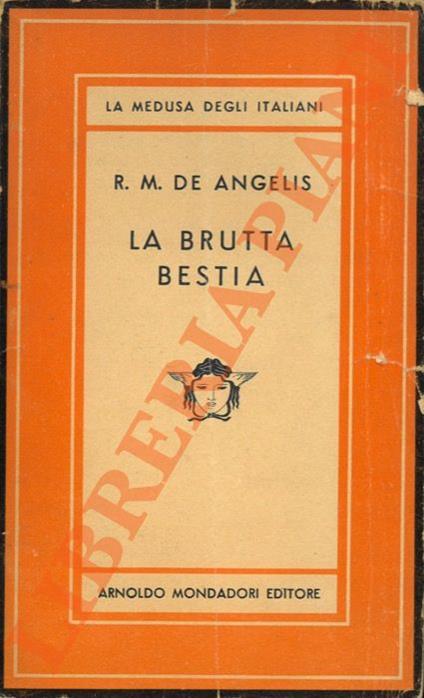 LA MEDUSA DEGLI ITALIANI
R. M. DE ANGELIS
LA BRUTTA
BESTIA
ARNOLDO MONDADORI EDITORE
LIBRERIA PIANI